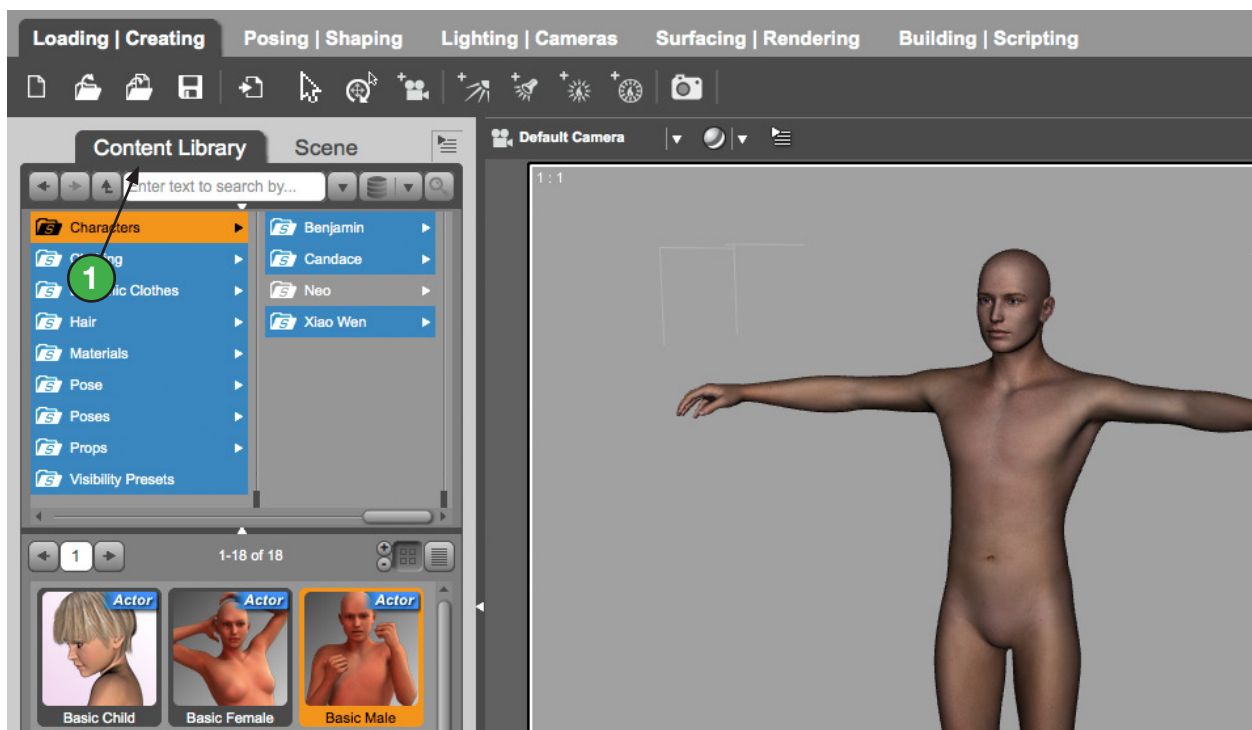 Loading | Creating Posing | Shaping Lighting | Cameras Surfacing | Rendering Building | Scripting
Content Library Scene
Default Camera
Enter text to search by...
1 : 1
Characters
Benjamin
Candace
1
Clothes
Neo
Hair
Xiao Wen
Materials
Pose
Poses
Props
Visibility Presets
1
1-18 of 18
Actor
Actor
Actor
Basic Child
Basic Female
Basic Male